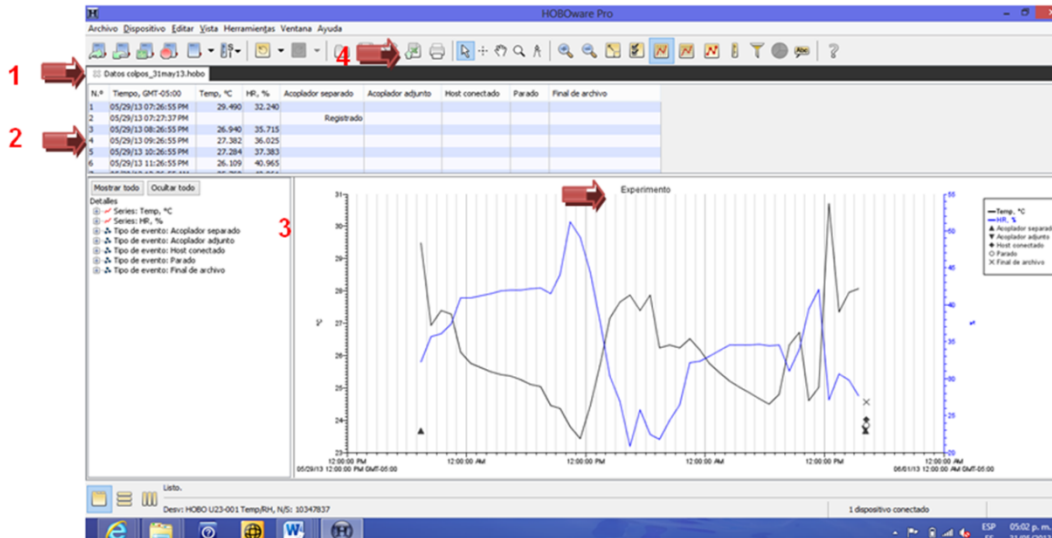 HOBOware Pro
Archivo Dispositivo Editar Vista Herramientas Ventana Ayuda
4
1
Datos colpos_31may13.hobo
N.º Tiempo, GMT-05:00 Temp, °C HR, % Acoplador separado Acoplador adjunto Host conectado Parado Final de archivo
1 05/29/13 07:26:55 PM 29.490 32.240
2 05/29/13 07:27:37 PM Registrado
3 05/29/13 08:26:55 PM 26.940 35.715
2
4 05/29/13 09:26:55 PM 27.382 36.025
5 05/29/13 10:26:55 PM 27.284 37.383
6 05/29/13 11:26:55 PM 26.109 40.965
Mostrar todo Ocultar todo
Detalles
Series: Temp, °C
Series: HR, %
Tipo de evento: Acoplador separado
Tipo de evento: Acoplador adjunto
Tipo de evento: Host conectado
Tipo de evento: Parado
Tipo de evento: Final de archivo
3
Experimento
31
30
29
28
27
26
25
24
23
°C
55
50
45
40
35
30
25
20
%
Temp, °C
HR, %
Acoplador separado
Acoplador adjunto
Host conectado
Parado
Final de archivo
12:00:00 PM 12:00:00 AM 12:00:00 PM 12:00:00 AM 12:00:00 PM 12:00:00 AM
05/29/13 12:00:00 PM GMT-05:00 06/01/13 12:00:00 AM GMT-05:00
Listo.
Desv: HOBO U23-001 Temp/RH, N/S: 10347837
1 dispositivo conectado
ESP 05:02 p. m.